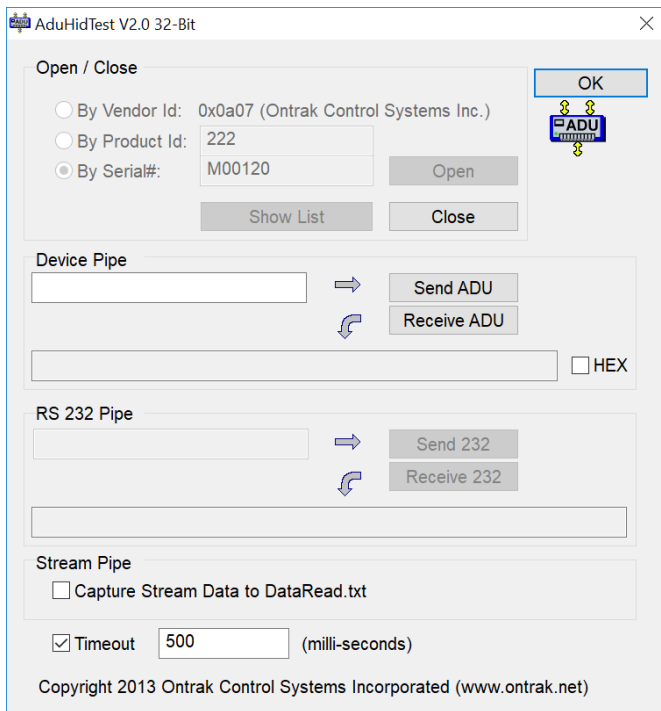 AduHidTest V2.0 32-Bit
Open / Close
OK
By Vendor Id: 0x0a07 (Ontrak Control Systems Inc.)
ADU
By Product Id: 222
By Serial#: M00120 Open
Show List Close
Device Pipe
Send ADU
Receive ADU
HEX
RS 232 Pipe
Send 232
Receive 232
Stream Pipe
Capture Stream Data to DataRead.txt
Timeout 500 (milli-seconds)
Copyright 2013 Ontrak Control Systems Incorporated (www.ontrak.net)